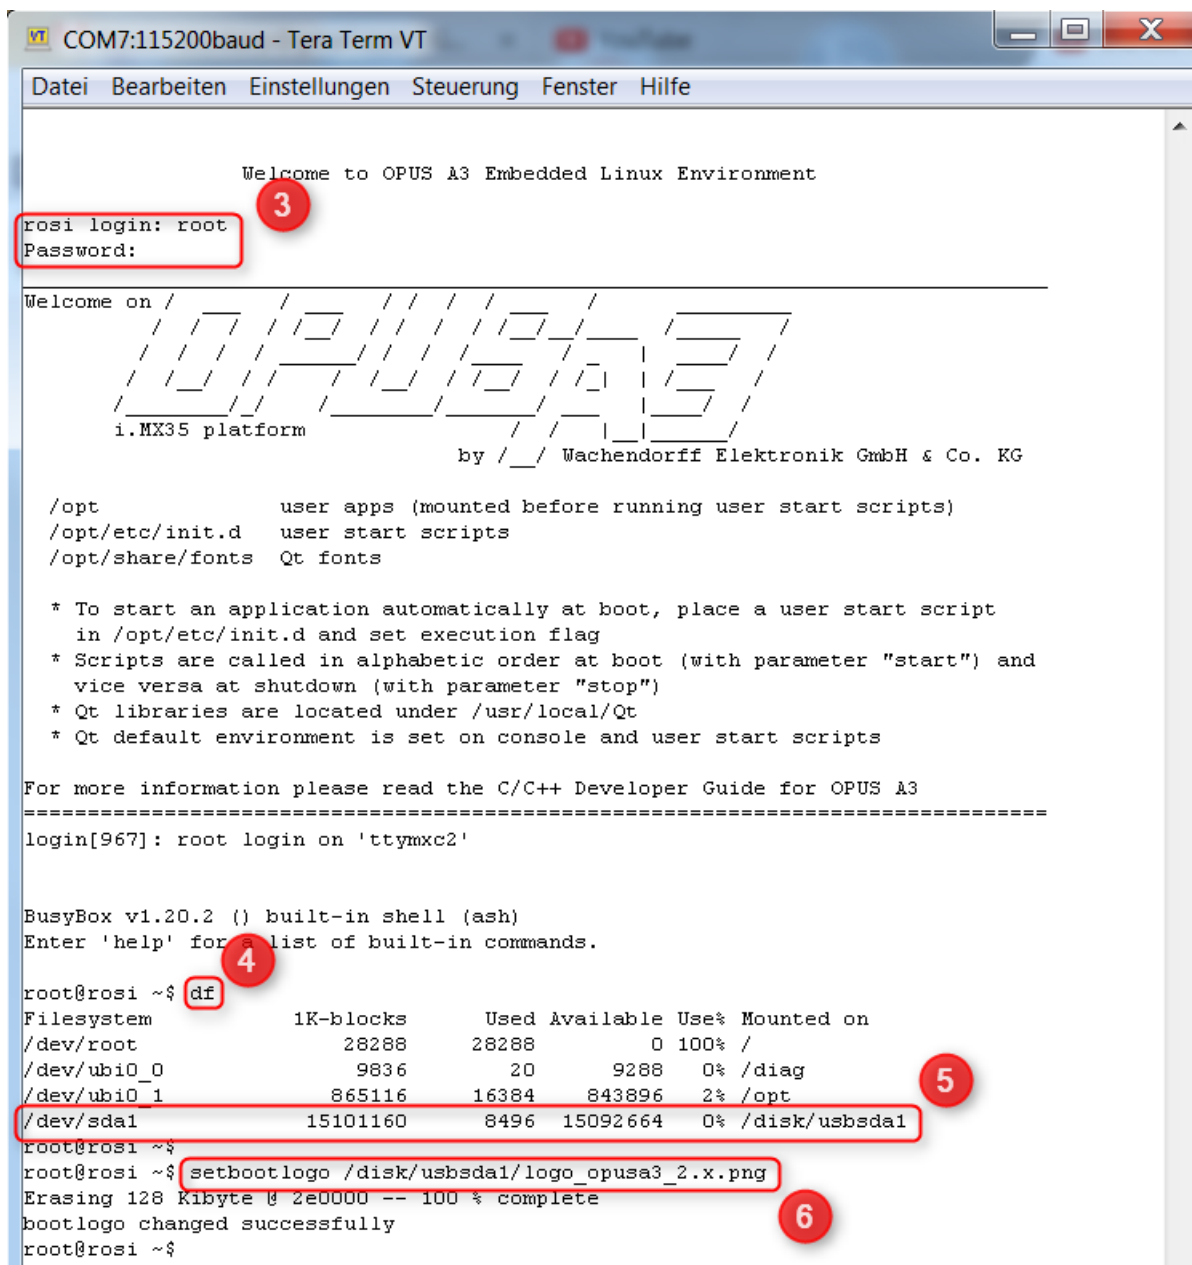 COM7:115200baud - Tera Term VT
Datei Bearbeiten Einstellungen Steuerung Fenster Hilfe
Welcome to OPUS A3 Embedded Linux Environment
3
rosi login: root
Password:
Welcome on
OPUSA3
i.MX35 platform
by Wachendorff Elektronik GmbH & Co. KG
/opt user apps (mounted before running user start scripts)
/opt/etc/init.d user start scripts
/opt/share/fonts Qt fonts
* To start an application automatically at boot, place a user start script
in /opt/etc/init.d and set execution flag
* Scripts are called in alphabetic order at boot (with parameter "start") and
vice versa at shutdown (with parameter "stop")
* Qt libraries are located under /usr/local/Qt
* Qt default environment is set on console and user start scripts
For more information please read the C/C++ Developer Guide for OPUS A3
================================================================================
login[967]: root login on 'ttymxc2'
BusyBox v1.20.2 () built-in shell (ash)
Enter 'help' for a list of built-in commands.
4
root@rosi ~$ df
Filesystem 1K-blocks Used Available Use% Mounted on
/dev/root 28288 28288 0 100% /
/dev/ubi0_0 9836 20 9288 0% /diag
/dev/ubi0_1 865116 16384 843896 2% /opt
5
/dev/sda1 15101160 8496 15092664 0% /disk/usbsda1
root@rosi ~$
root@rosi ~$ setbootlogo /disk/usbsda1/logo_opusa3_2.x.png
Erasing 128 Kibyte @ 2e0000 -- 100 % complete
6
bootlogo changed successfully
root@rosi ~$